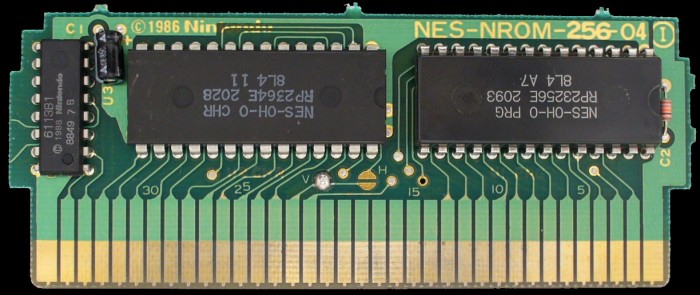 C1
© 1986 Nintendo
NES-NROM-256-04
I
U3
6113B1
© 1986 Nintendo
8849 7 B
NES-OH-0 CHR
RP2364E 2028
8L4 11
NES-OH-0 PRG
RP23256E 2093
8L4 A7
C2
30
25
V
H
15
10
5